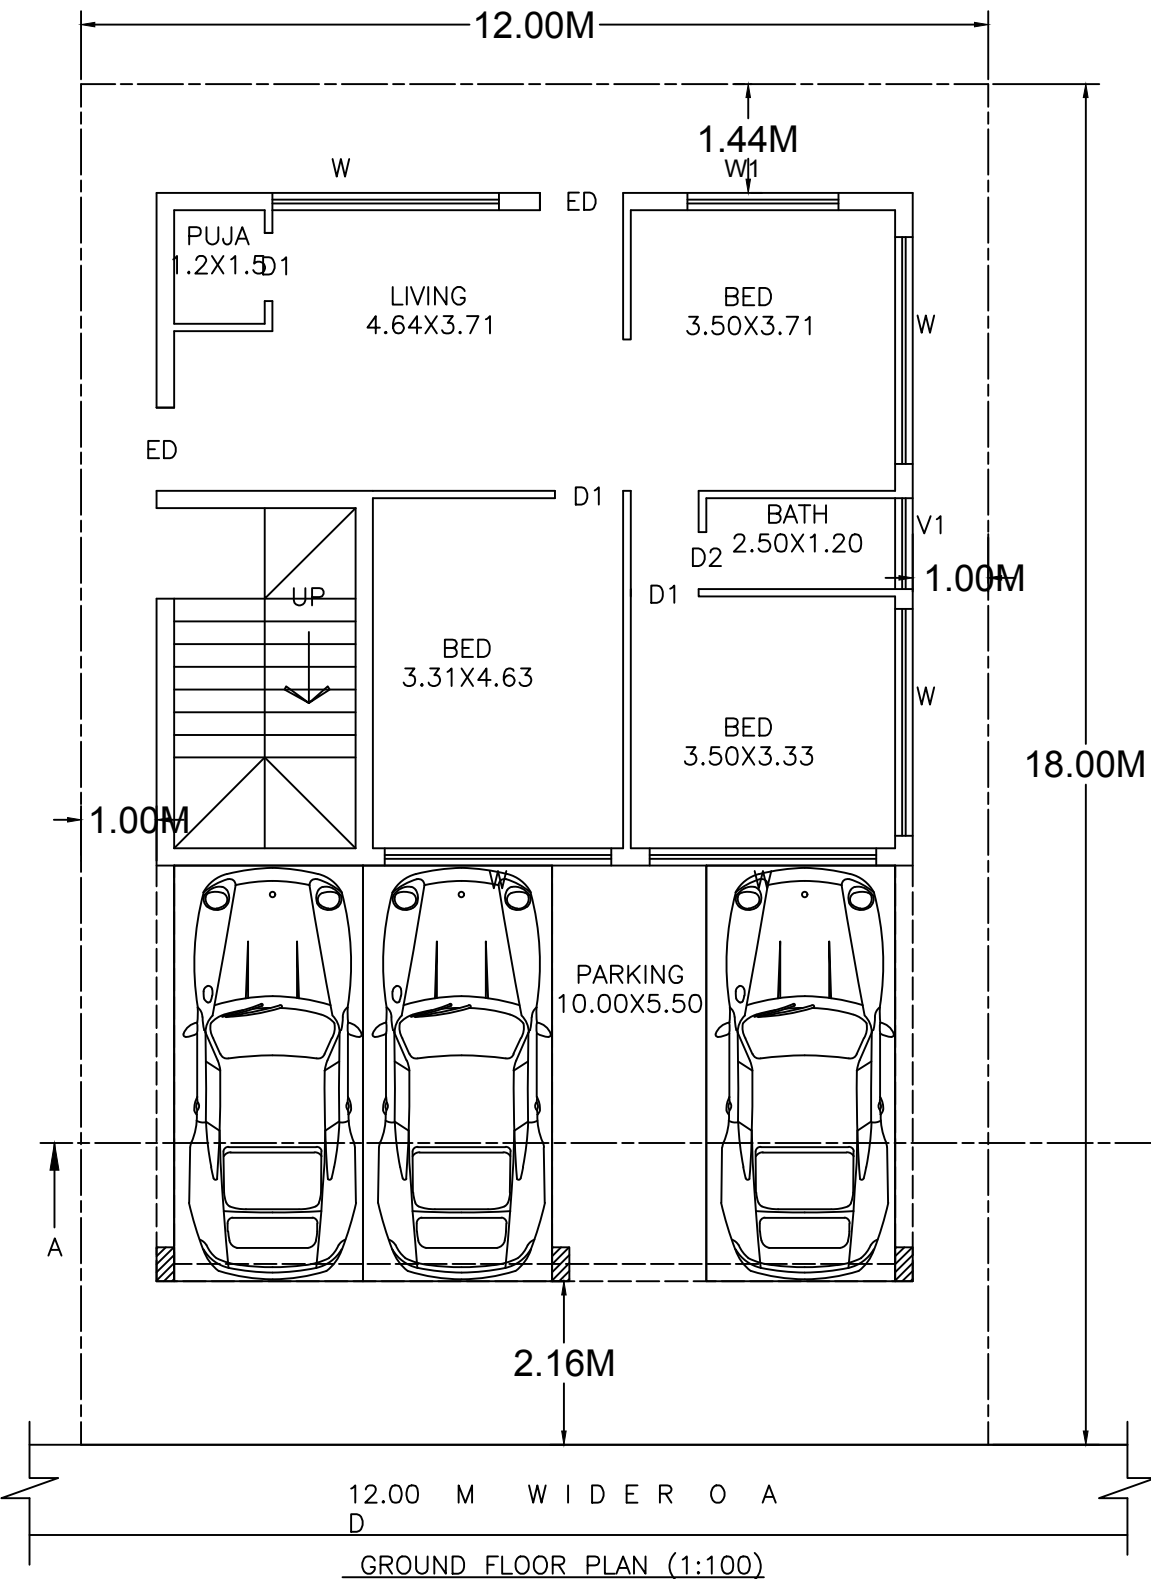 12.00M
1.44M
W
W1
ED
PUJA
1.2X1.5
D1
LIVING
4.64X3.71
BED
3.50X3.71
W
ED
D1
BATH
2.50X1.20
V1
D2
1.00M
UP
D1
BED
3.31X4.63
W
BED
3.50X3.33
18.00M
1.00M
W
W
PARKING
10.00X5.50
A
2.16M
12.00 M W I D E R O A
D
GROUND FLOOR PLAN (1:100)